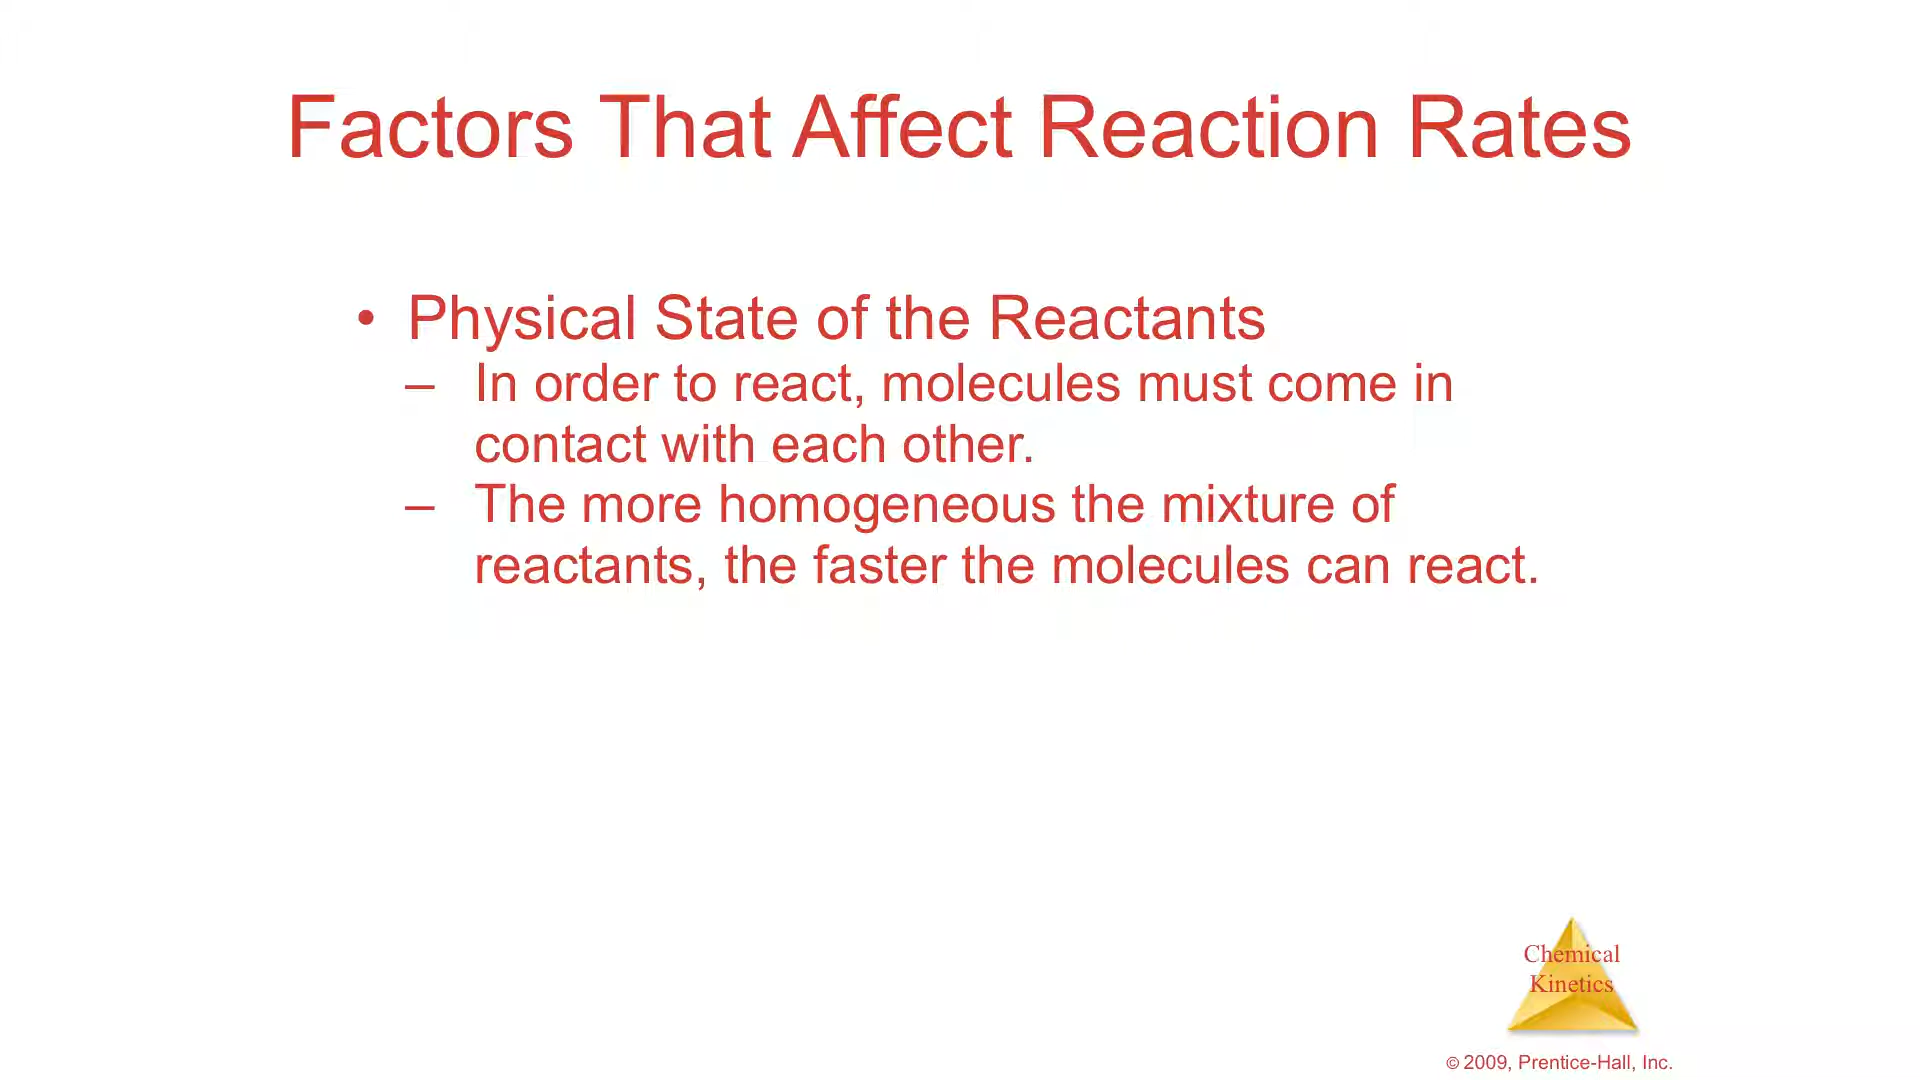 Factors That Affect Reaction Rates
• Physical State of the Reactants
– In order to react, molecules must come in
contact with each other.
– The more homogeneous the mixture of
reactants, the faster the molecules can react.
Chemical
Kinetics
© 2009, Prentice-Hall, Inc.